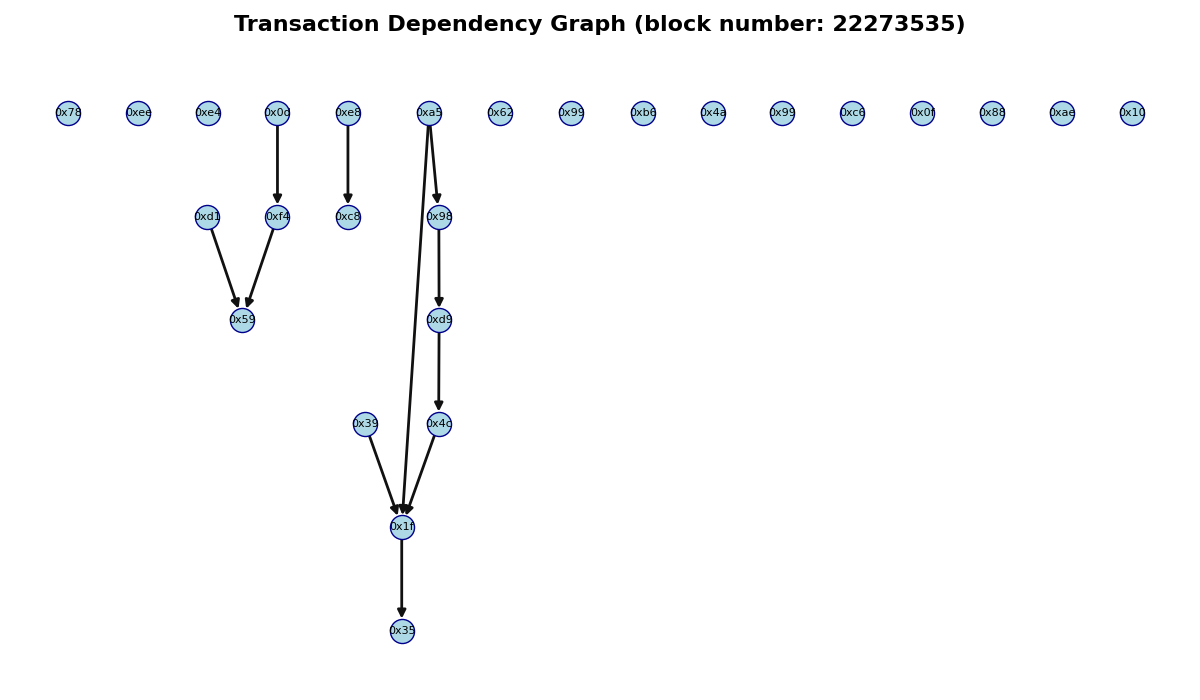 Transaction Dependency Graph (block number: 22273535)
0x78 0xee 0xe4 0x0d 0xe8 0xa5 0x62 0x99 0xb6 0x4a 0x99 0xc6 0x0f 0x88 0xae 0x10
0xd1 0xf4 0xc8 0x98
0x59 0xd9
0x39 0x4c
0x1f
0x35